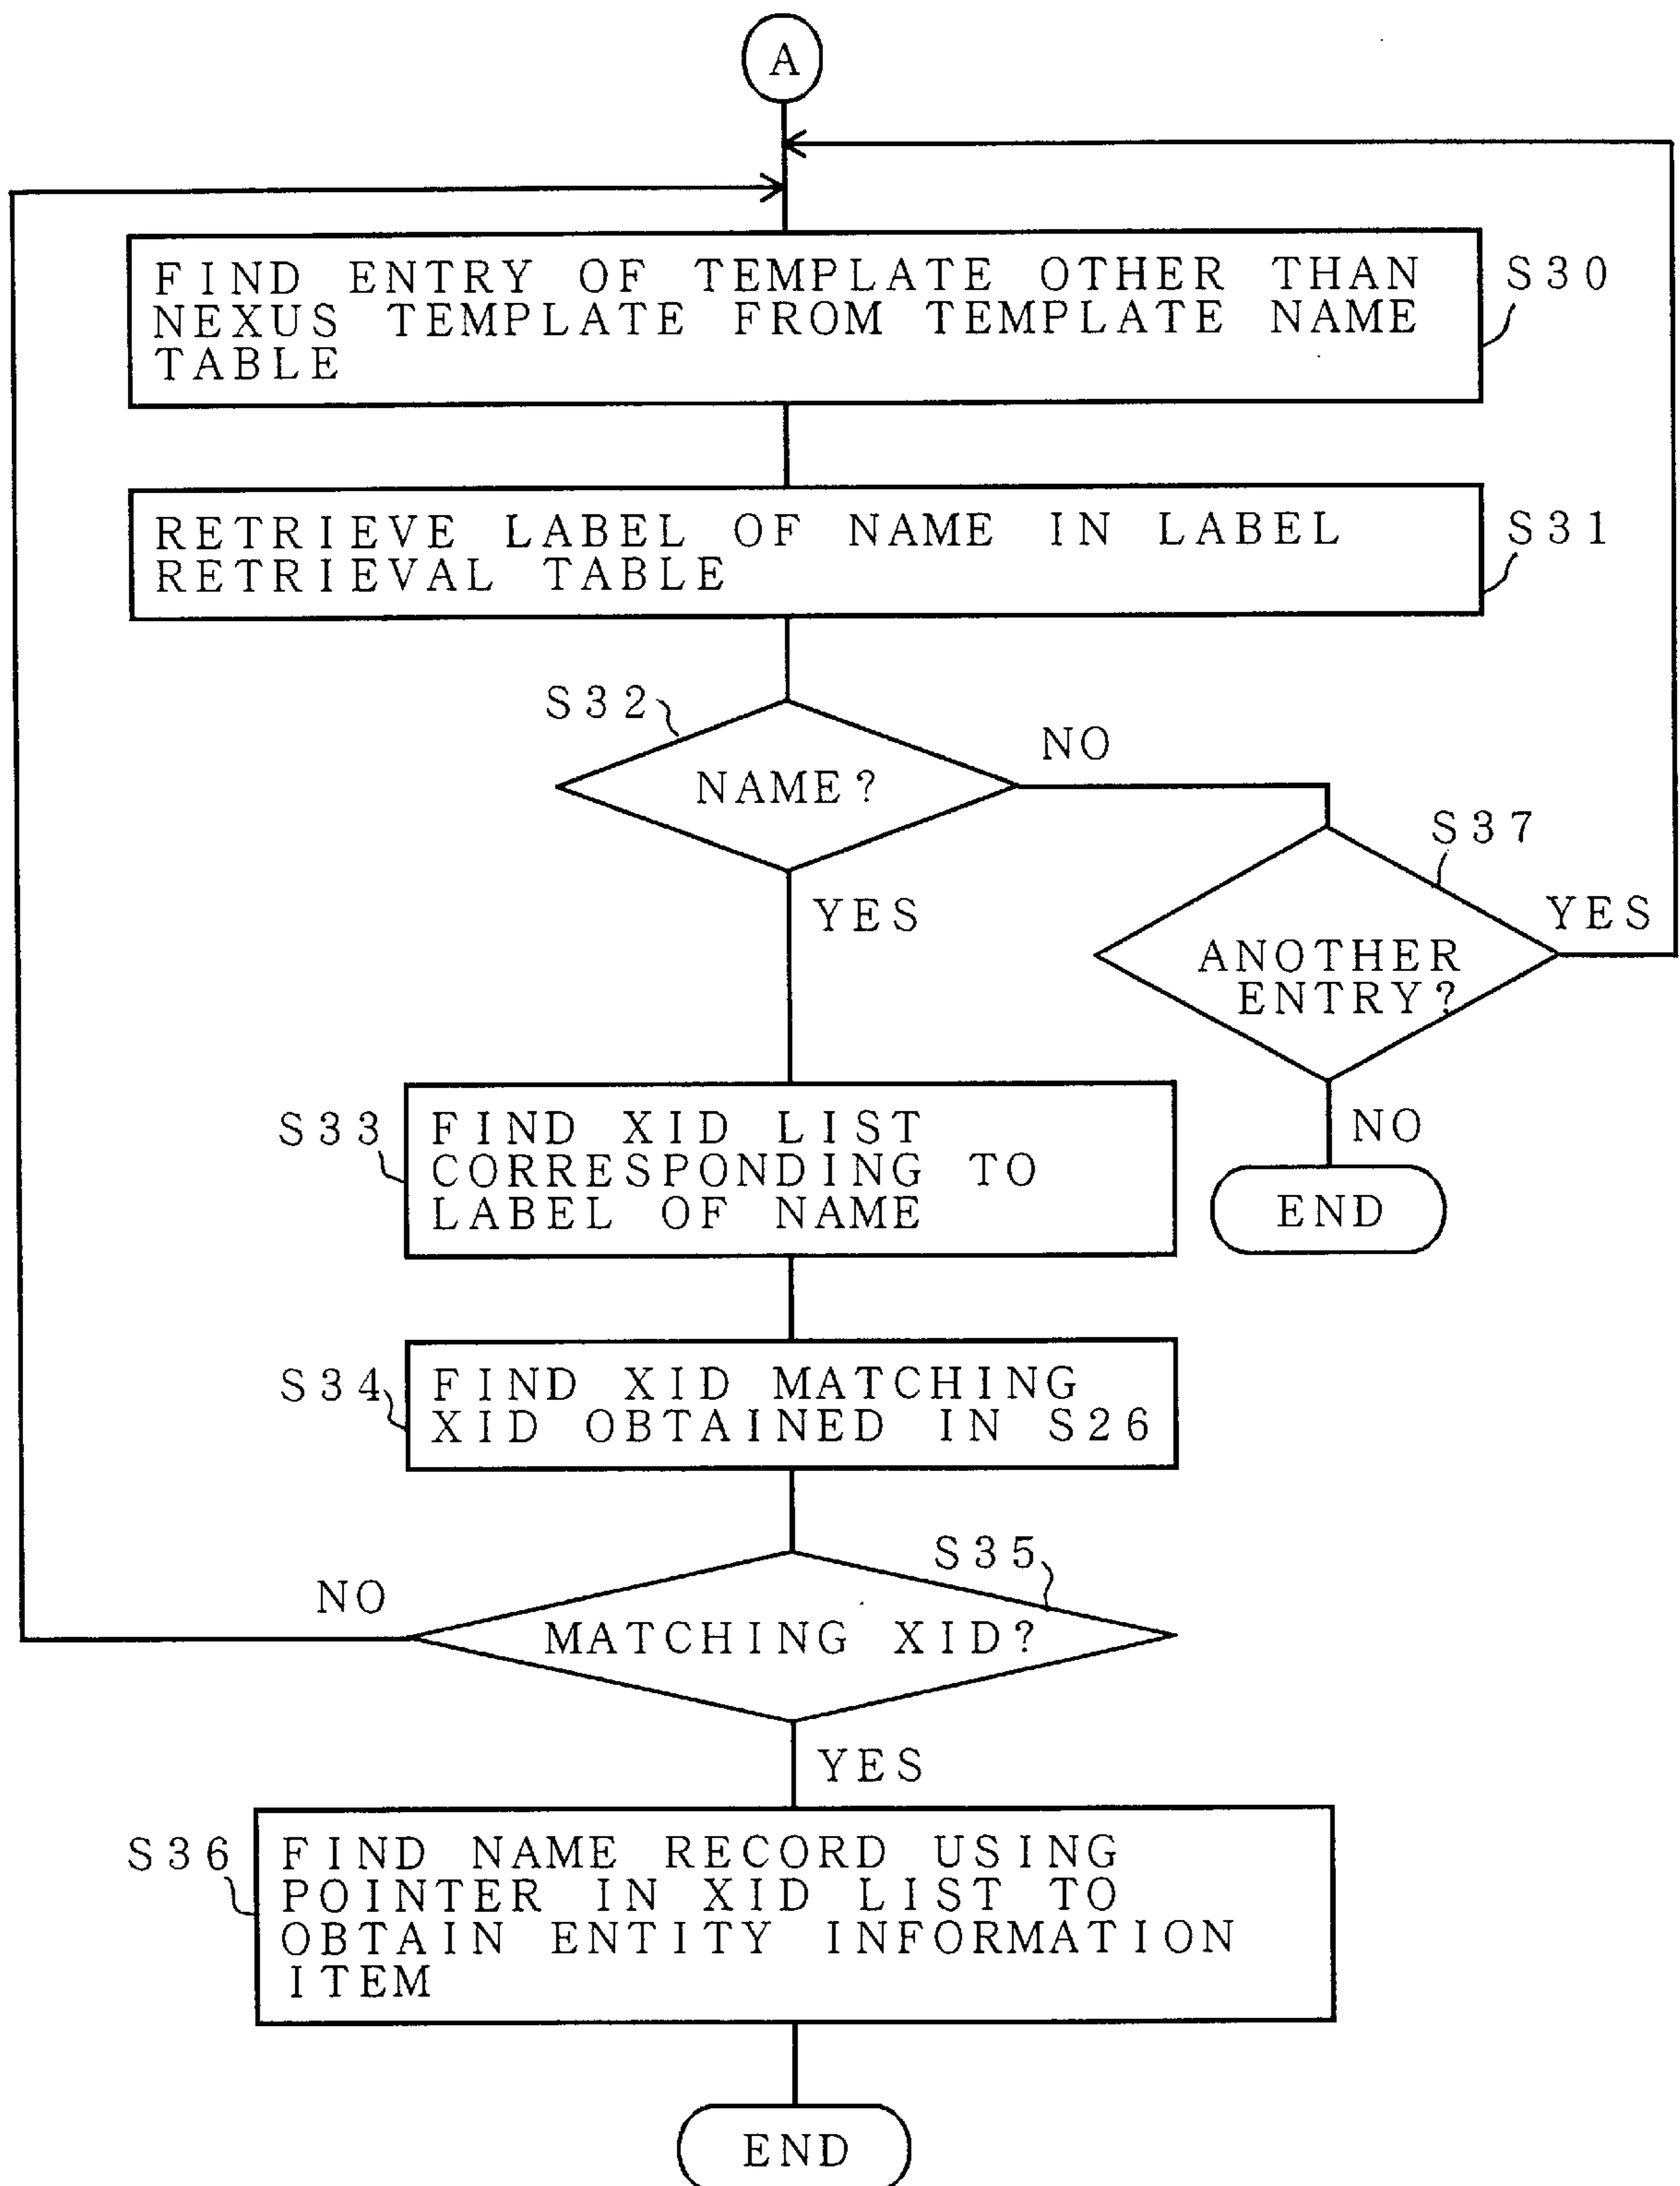 A
FIND ENTRY OF TEMPLATE OTHER THAN
NEXUS TEMPLATE FROM TEMPLATE NAME
TABLE
S30
RETRIEVE LABEL OF NAME IN LABEL
RETRIEVAL TABLE
S31
S32
NAME?
NO
YES
S37
ANOTHER
ENTRY?
YES
NO
END
S33
FIND XID LIST
CORRESPONDING TO
LABEL OF NAME
S34
FIND XID MATCHING
XID OBTAINED IN S26
S35
MATCHING XID?
NO
YES
S36
FIND NAME RECORD USING
POINTER IN XID LIST TO
OBTAIN ENTITY INFORMATION
ITEM
END